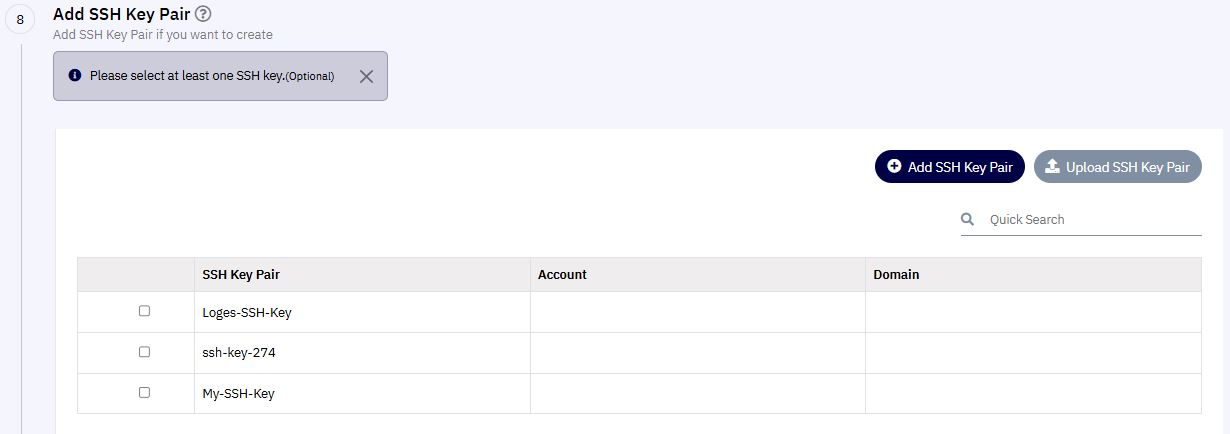 8
Add SSH Key Pair ?
Add SSH Key Pair if you want to create
Please select at least one SSH key.(Optional)
Add SSH Key Pair Upload SSH Key Pair
Quick Search
SSH Key Pair Account Domain
Loges-SSH-Key
ssh-key-274
My-SSH-Key